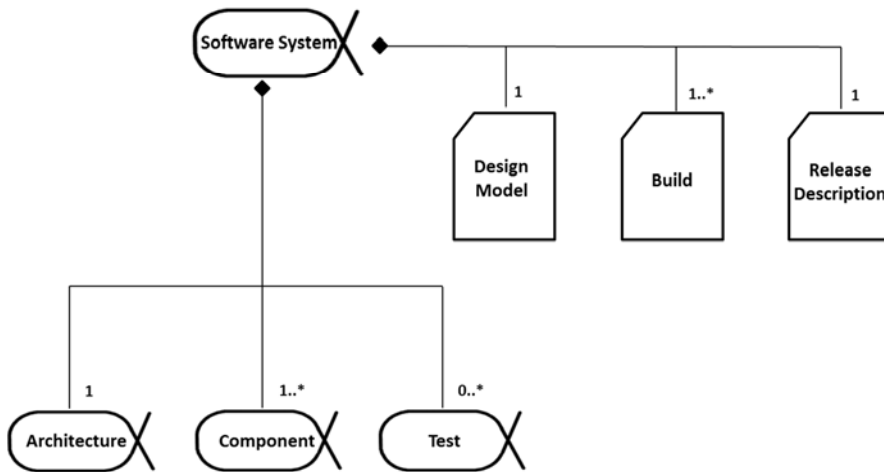 Software System
1
1..*
1
Design
Model
Build
Release
Description
1
1..*
0..*
Architecture
Component
Test